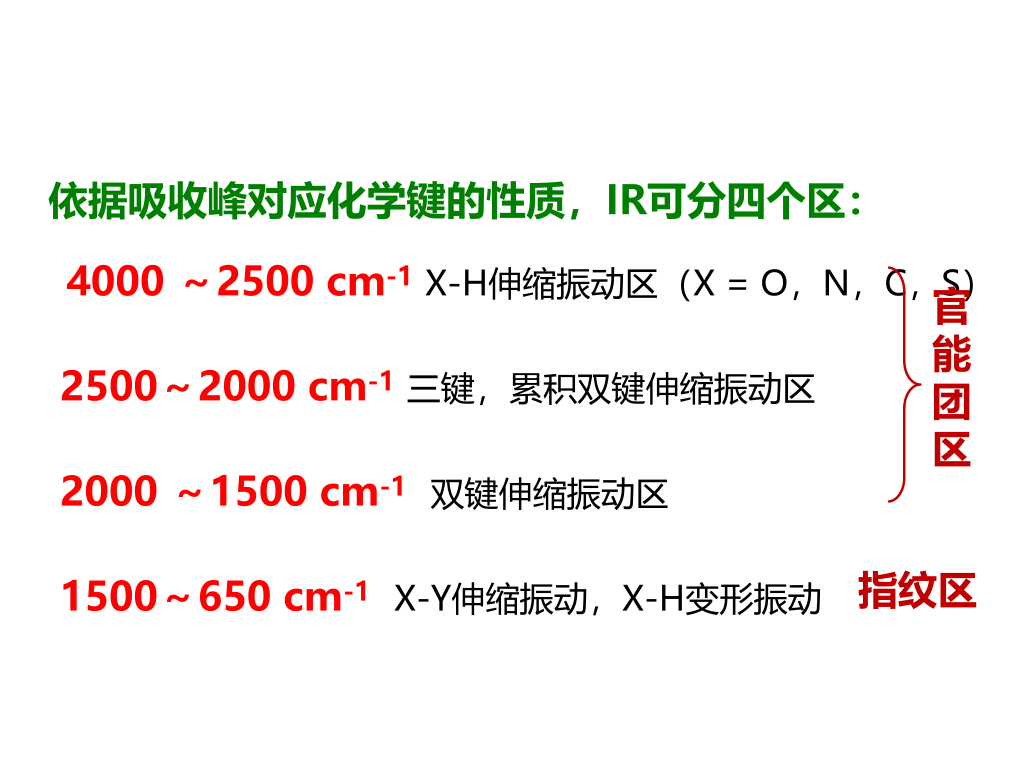 依据吸收峰对应化学键的性质，IR可分四个区：
4000 ～2500 cm-1 X-H伸缩振动区（X = O，N，C，S）
2500～2000 cm-1 三键，累积双键伸缩振动区
2000 ～1500 cm-1 双键伸缩振动区
官能团区
1500～650 cm-1 X-Y伸缩振动，X-H变形振动
指纹区